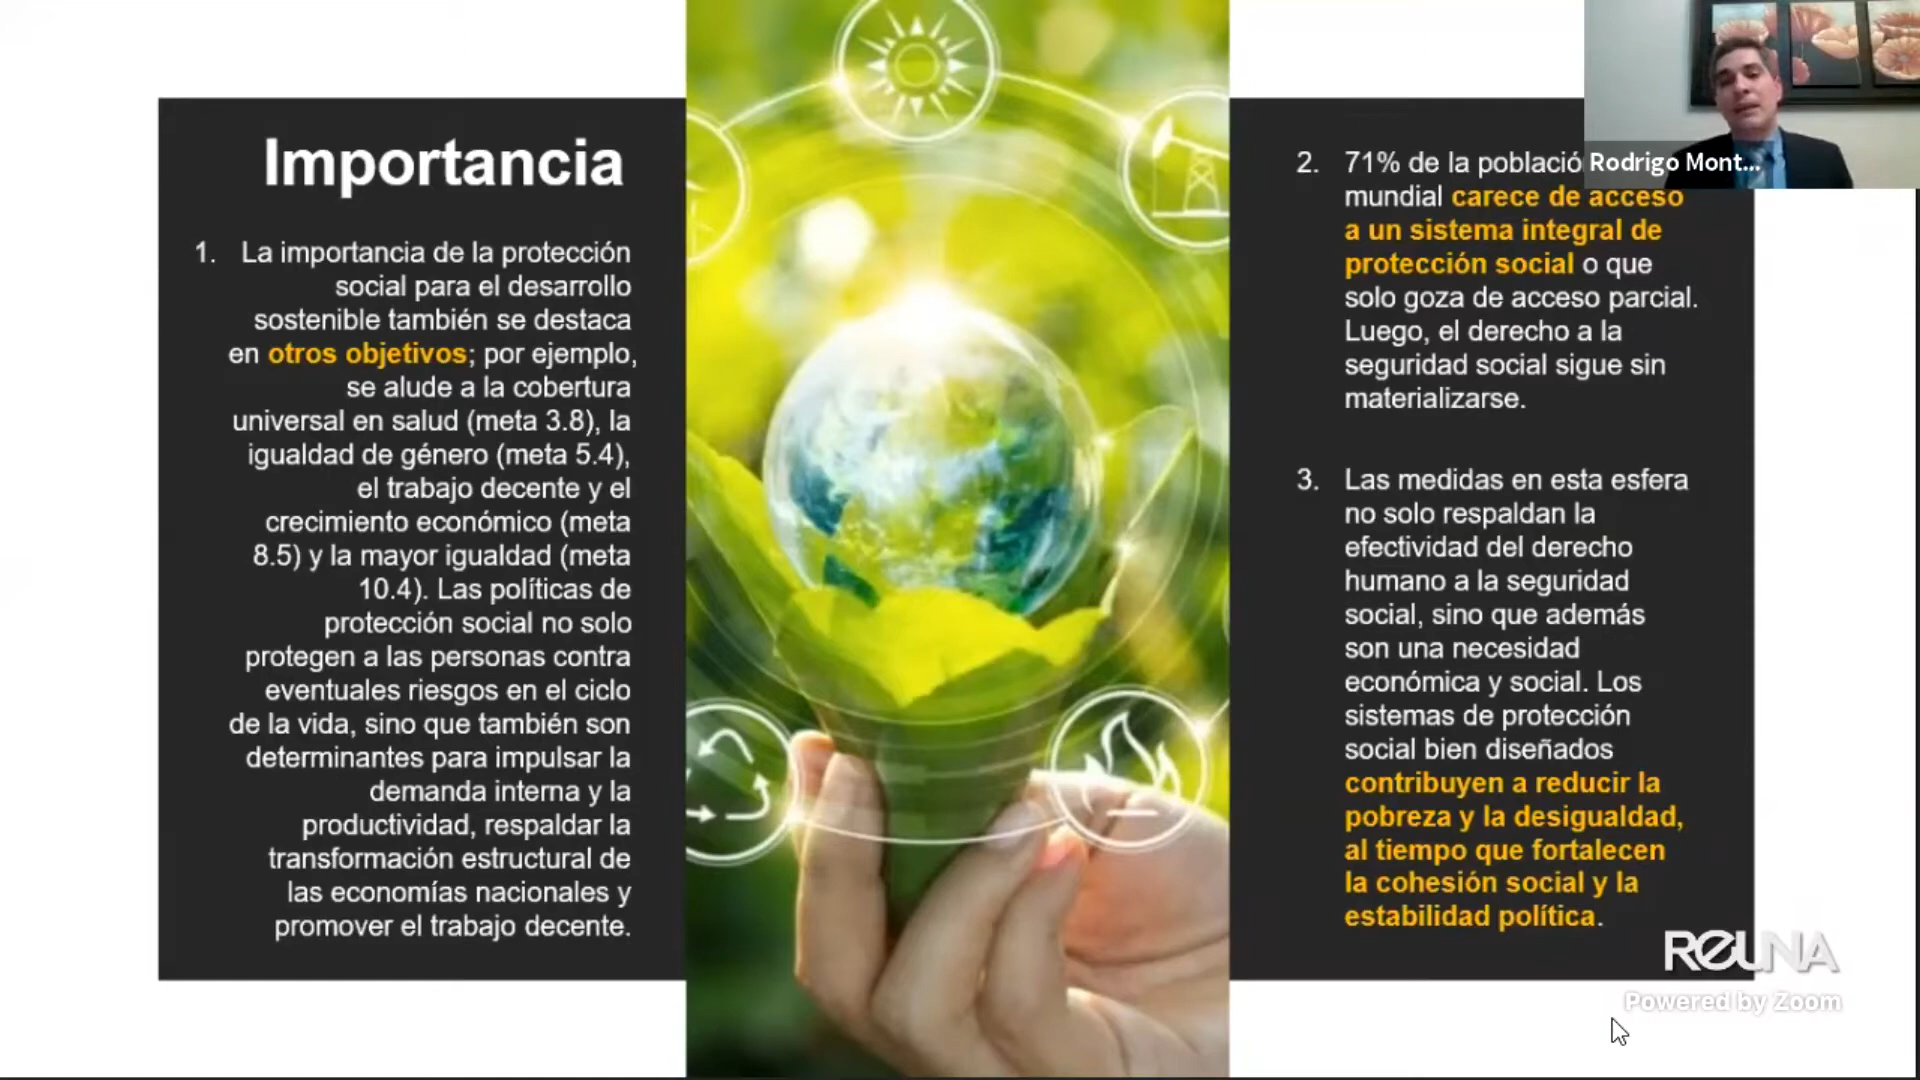 Importancia
1. La importancia de la protección
social para el desarrollo
sostenible también se destaca
en otros objetivos; por ejemplo,
se alude a la cobertura
universal en salud (meta 3.8), la
igualdad de género (meta 5.4),
el trabajo decente y el
crecimiento económico (meta
8.5) y la mayor igualdad (meta
10.4). Las políticas de
protección social no solo
protegen a las personas contra
eventuales riesgos en el ciclo
de la vida, sino que también son
determinantes para impulsar la
demanda interna y la
productividad, respaldar la
transformación estructural de
las economías nacionales y
promover el trabajo decente.
2. 71% de la població
mundial carece de acceso
a un sistema integral de
protección social o que
solo goza de acceso parcial.
Luego, el derecho a la
seguridad social sigue sin
materializarse.
3. Las medidas en esta esfera
no solo respaldan la
efectividad del derecho
humano a la seguridad
social, sino que además
son una necesidad
económica y social. Los
sistemas de protección
social bien diseñados
contribuyen a reducir la
pobreza y la desigualdad,
al tiempo que fortalecen
la cohesión social y la
estabilidad política.
Rodrigo Mont...
REUNA
Powered by Zoom